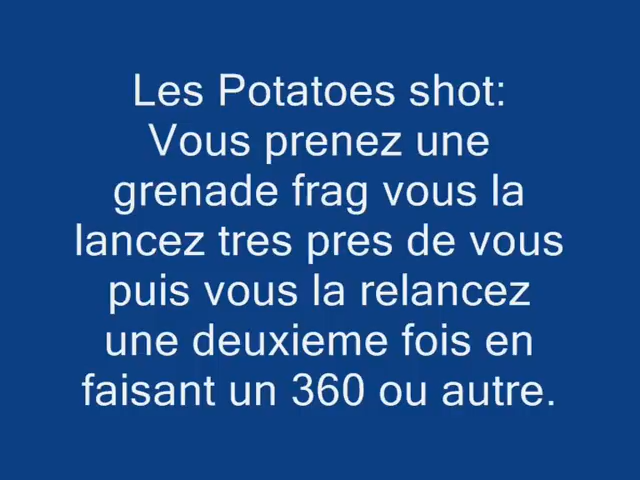 Les Potatoes shot:
Vous prenez une
grenade frag vous la
lancez tres pres de vous
puis vous la relancez
une deuxieme fois en
faisant un 360 ou autre.